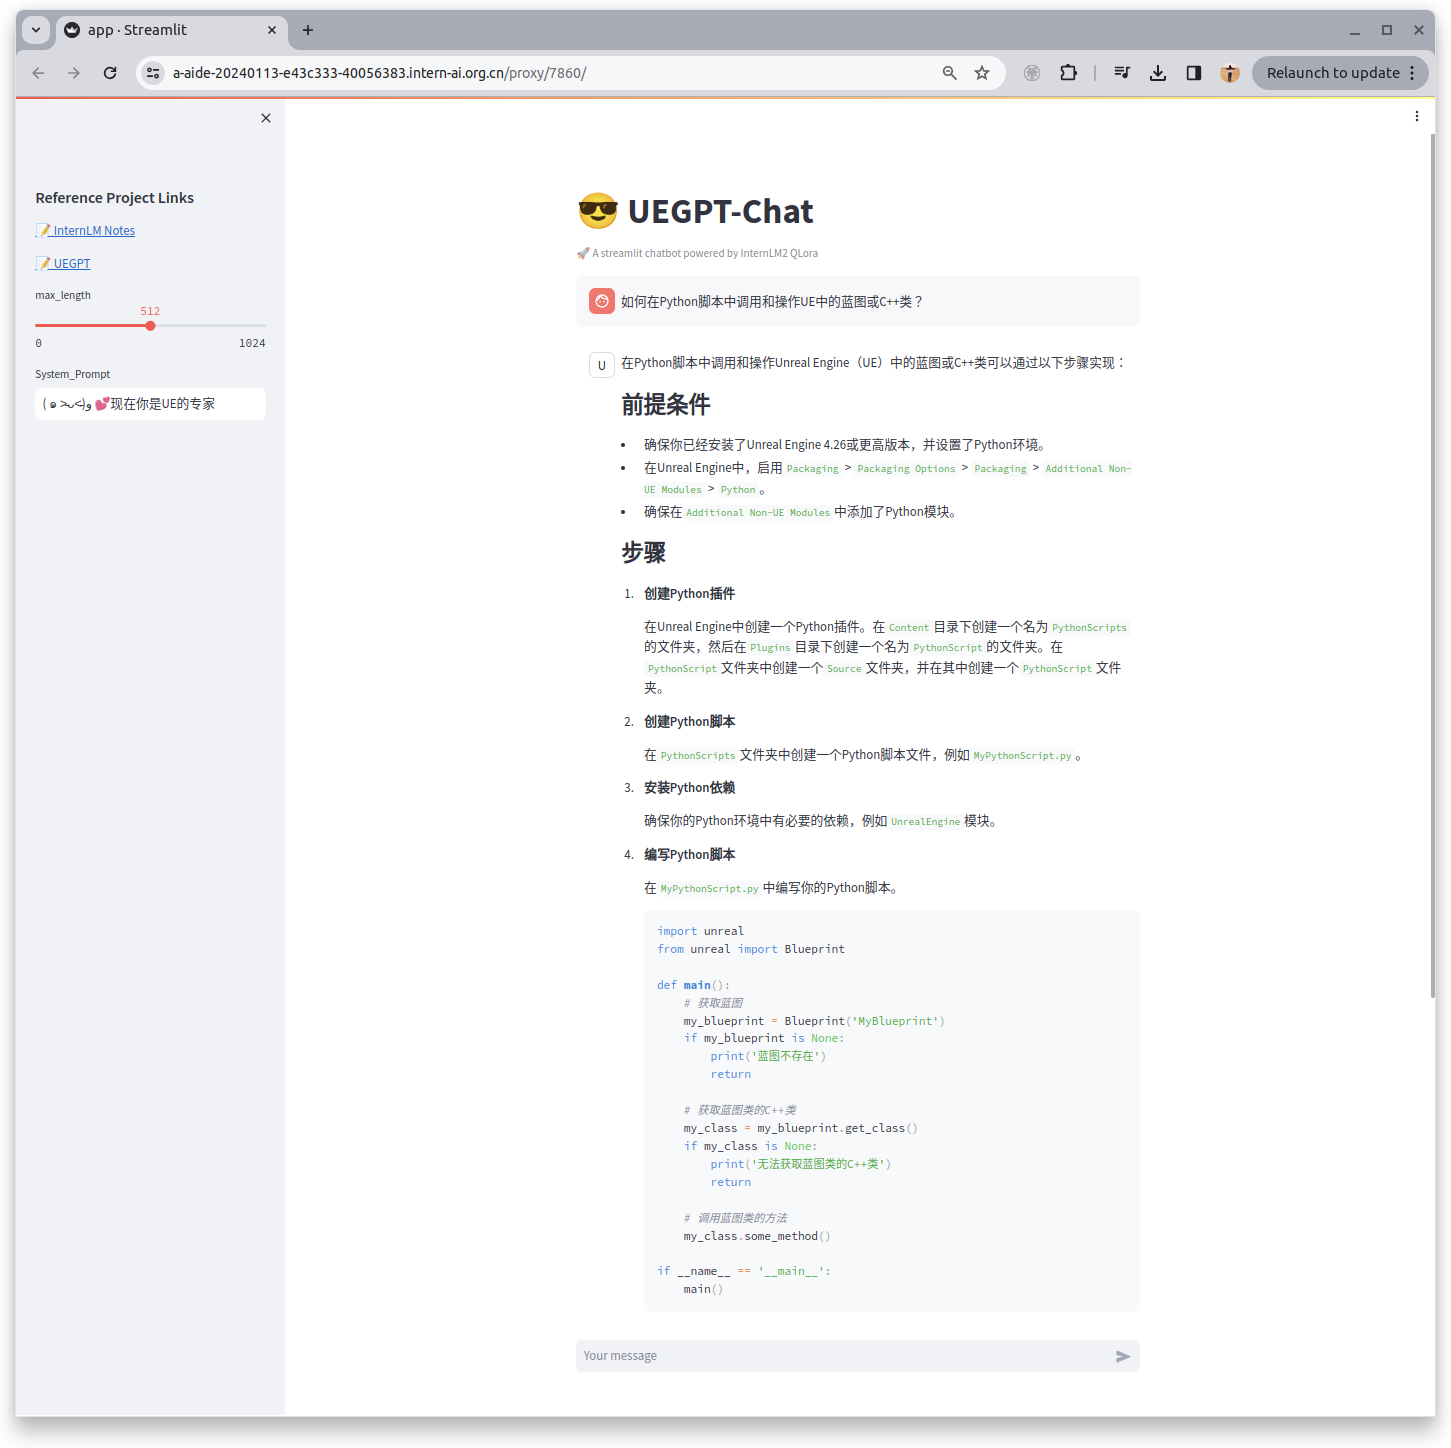 app · Streamlit
a-aide-20240113-e43c333-40056383.intern-ai.org.cn/proxy/7860/
Relaunch to update
Reference Project Links
📝 InternLM Notes
📝 UEGPT
max_length
512
0 1024
System_Prompt
(๑>؂<)و 💕现在你是UE的专家
😎 UEGPT-Chat
🚀 A streamlit chatbot powered by InternLM2 QLora
如何在Python脚本中调用和操作UE中的蓝图或C++类？
U
在Python脚本中调用和操作Unreal Engine（UE）中的蓝图或C++类可以通过以下步骤实现：
前提条件
• 确保你已经安装了Unreal Engine 4.26或更高版本，并设置了Python环境。
• 在Unreal Engine中，启用 Packaging > Packaging Options > Packaging > Additional Non-
UE Modules > Python 。
• 确保在 Additional Non-UE Modules 中添加了Python模块。
步骤
1. 创建Python插件
在Unreal Engine中创建一个Python插件。在 Content 目录下创建一个名为 PythonScripts
的文件夹，然后在 Plugins 目录下创建一个名为 PythonScript 的文件夹。在
PythonScript 文件夹中创建一个 Source 文件夹，并在其中创建一个 PythonScript 文件
夹。
2. 创建Python脚本
在 PythonScripts 文件夹中创建一个Python脚本文件，例如 MyPythonScript.py 。
3. 安装Python依赖
确保你的Python环境中有必要的依赖，例如 UnrealEngine 模块。
4. 编写Python脚本
在 MyPythonScript.py 中编写你的Python脚本。
import unreal
from unreal import Blueprint
def main():
# 获取蓝图
my_blueprint = Blueprint('MyBlueprint')
if my_blueprint is None:
print('蓝图不存在')
return
# 获取蓝图类的C++类
my_class = my_blueprint.get_class()
if my_class is None:
print('无法获取蓝图类的C++类')
return
# 调用蓝图类的方法
my_class.some_method()
if __name__ == '__main__':
main()
Your message